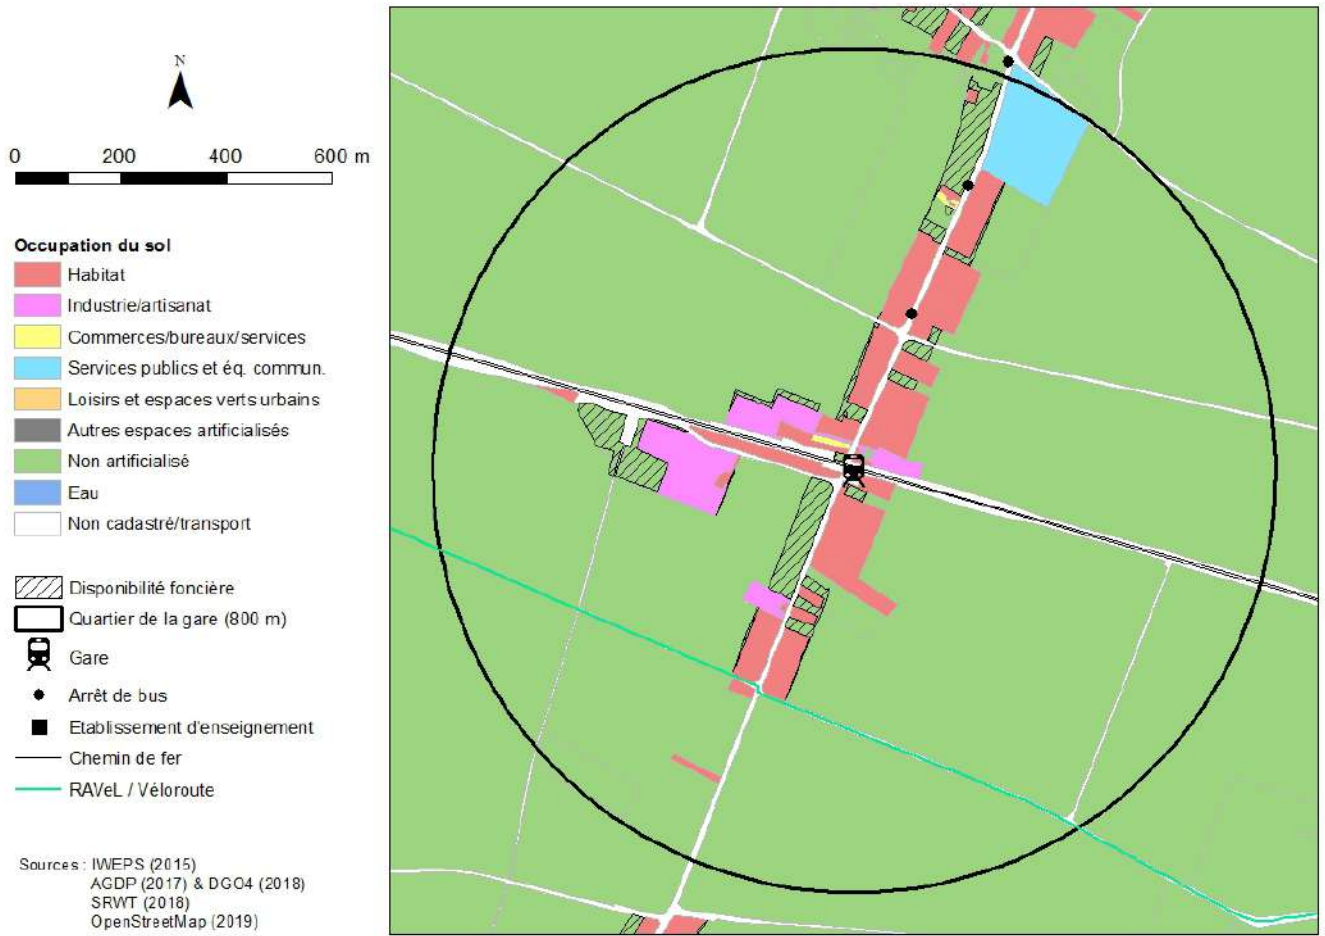 N
0 200 400 600 m
Occupation du sol
Habitat
Industrie/artisanat
Commerces/bureaux/services
Services publics et éq. commun.
Loisirs et espaces verts urbains
Autres espaces artificialisés
Non artificialisé
Eau
Non cadastré/transport
Disponibilité foncière
Quartier de la gare (800 m)
Gare
Arrêt de bus
Etablissement d'enseignement
Chemin de fer
RAVeL / Véloroute
Sources : IWEPS (2015)
AGDP (2017) & DGO4 (2018)
SRWT (2018)
OpenStreetMap (2019)